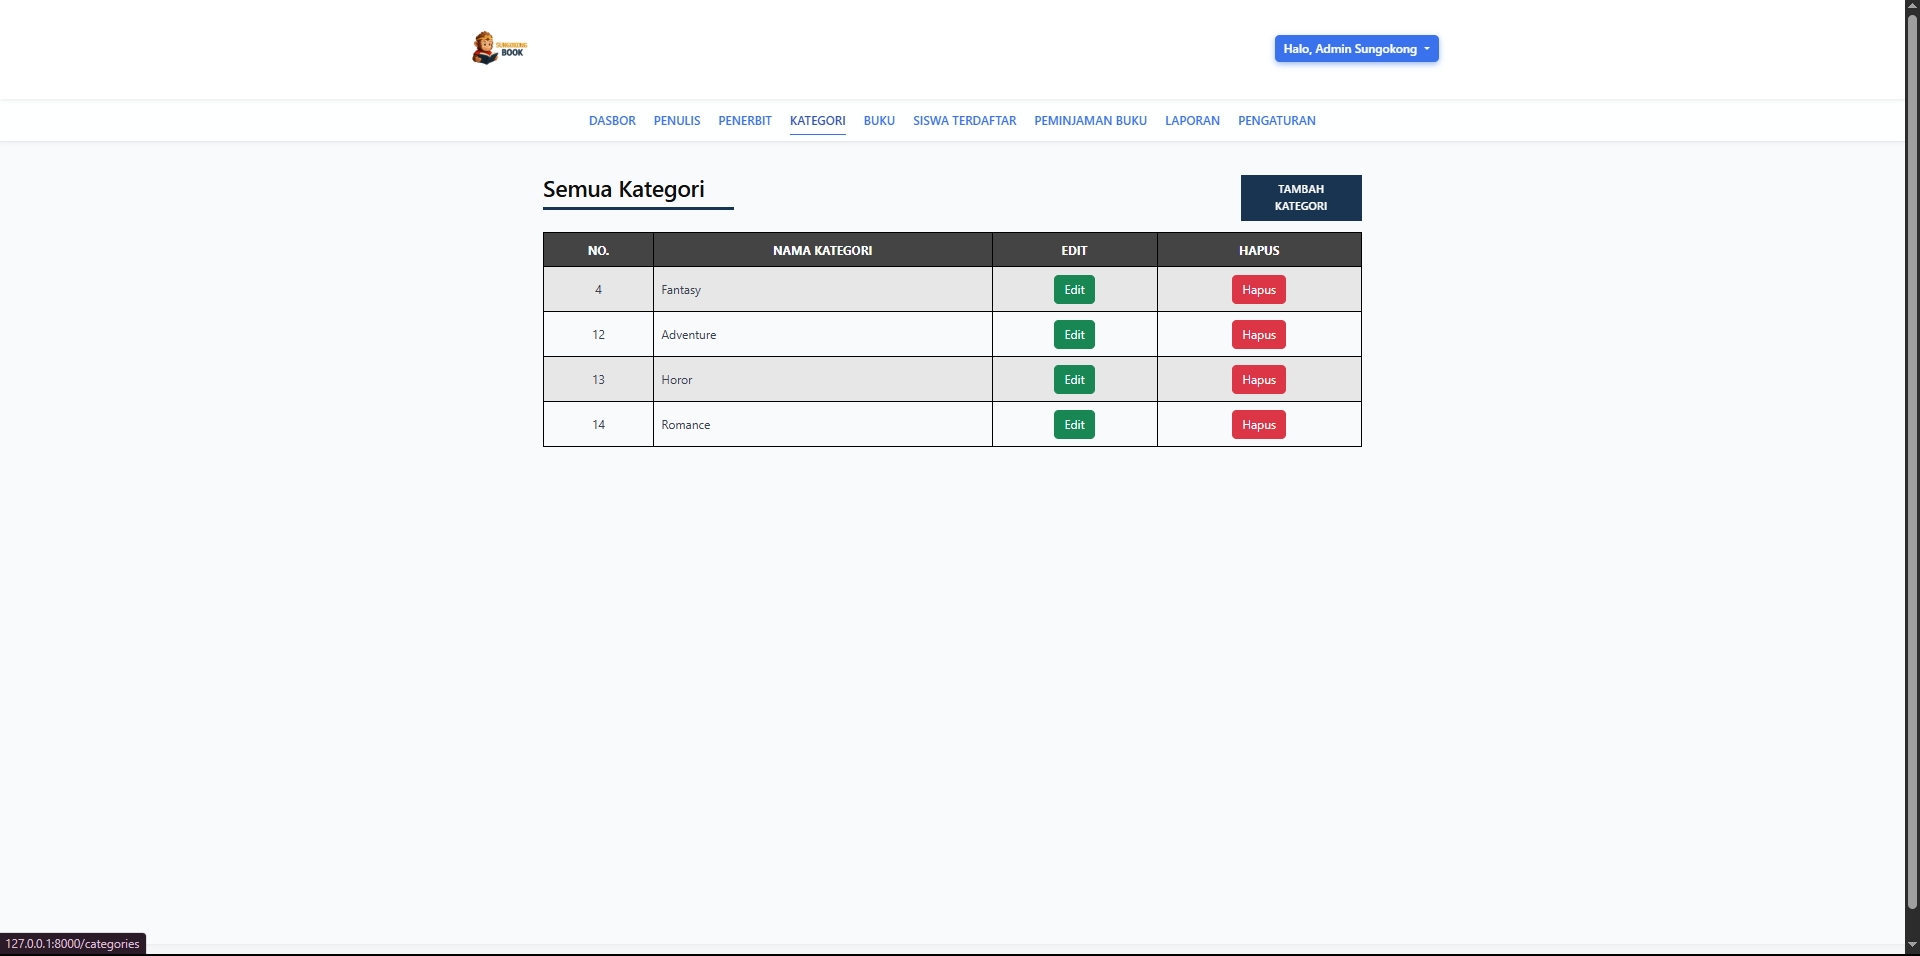 SUNGOKONG
BOOK
Halo, Admin Sungokong
DASBOR PENULIS PENERBIT KATEGORI BUKU SISWA TERDAFTAR PEMINJAMAN BUKU LAPORAN PENGATURAN
Semua Kategori
TAMBAH
KATEGORI
NO. NAMA KATEGORI EDIT HAPUS
4 Fantasy Edit Hapus
12 Adventure Edit Hapus
13 Horor Edit Hapus
14 Romance Edit Hapus
127.0.0.1:8000/categories